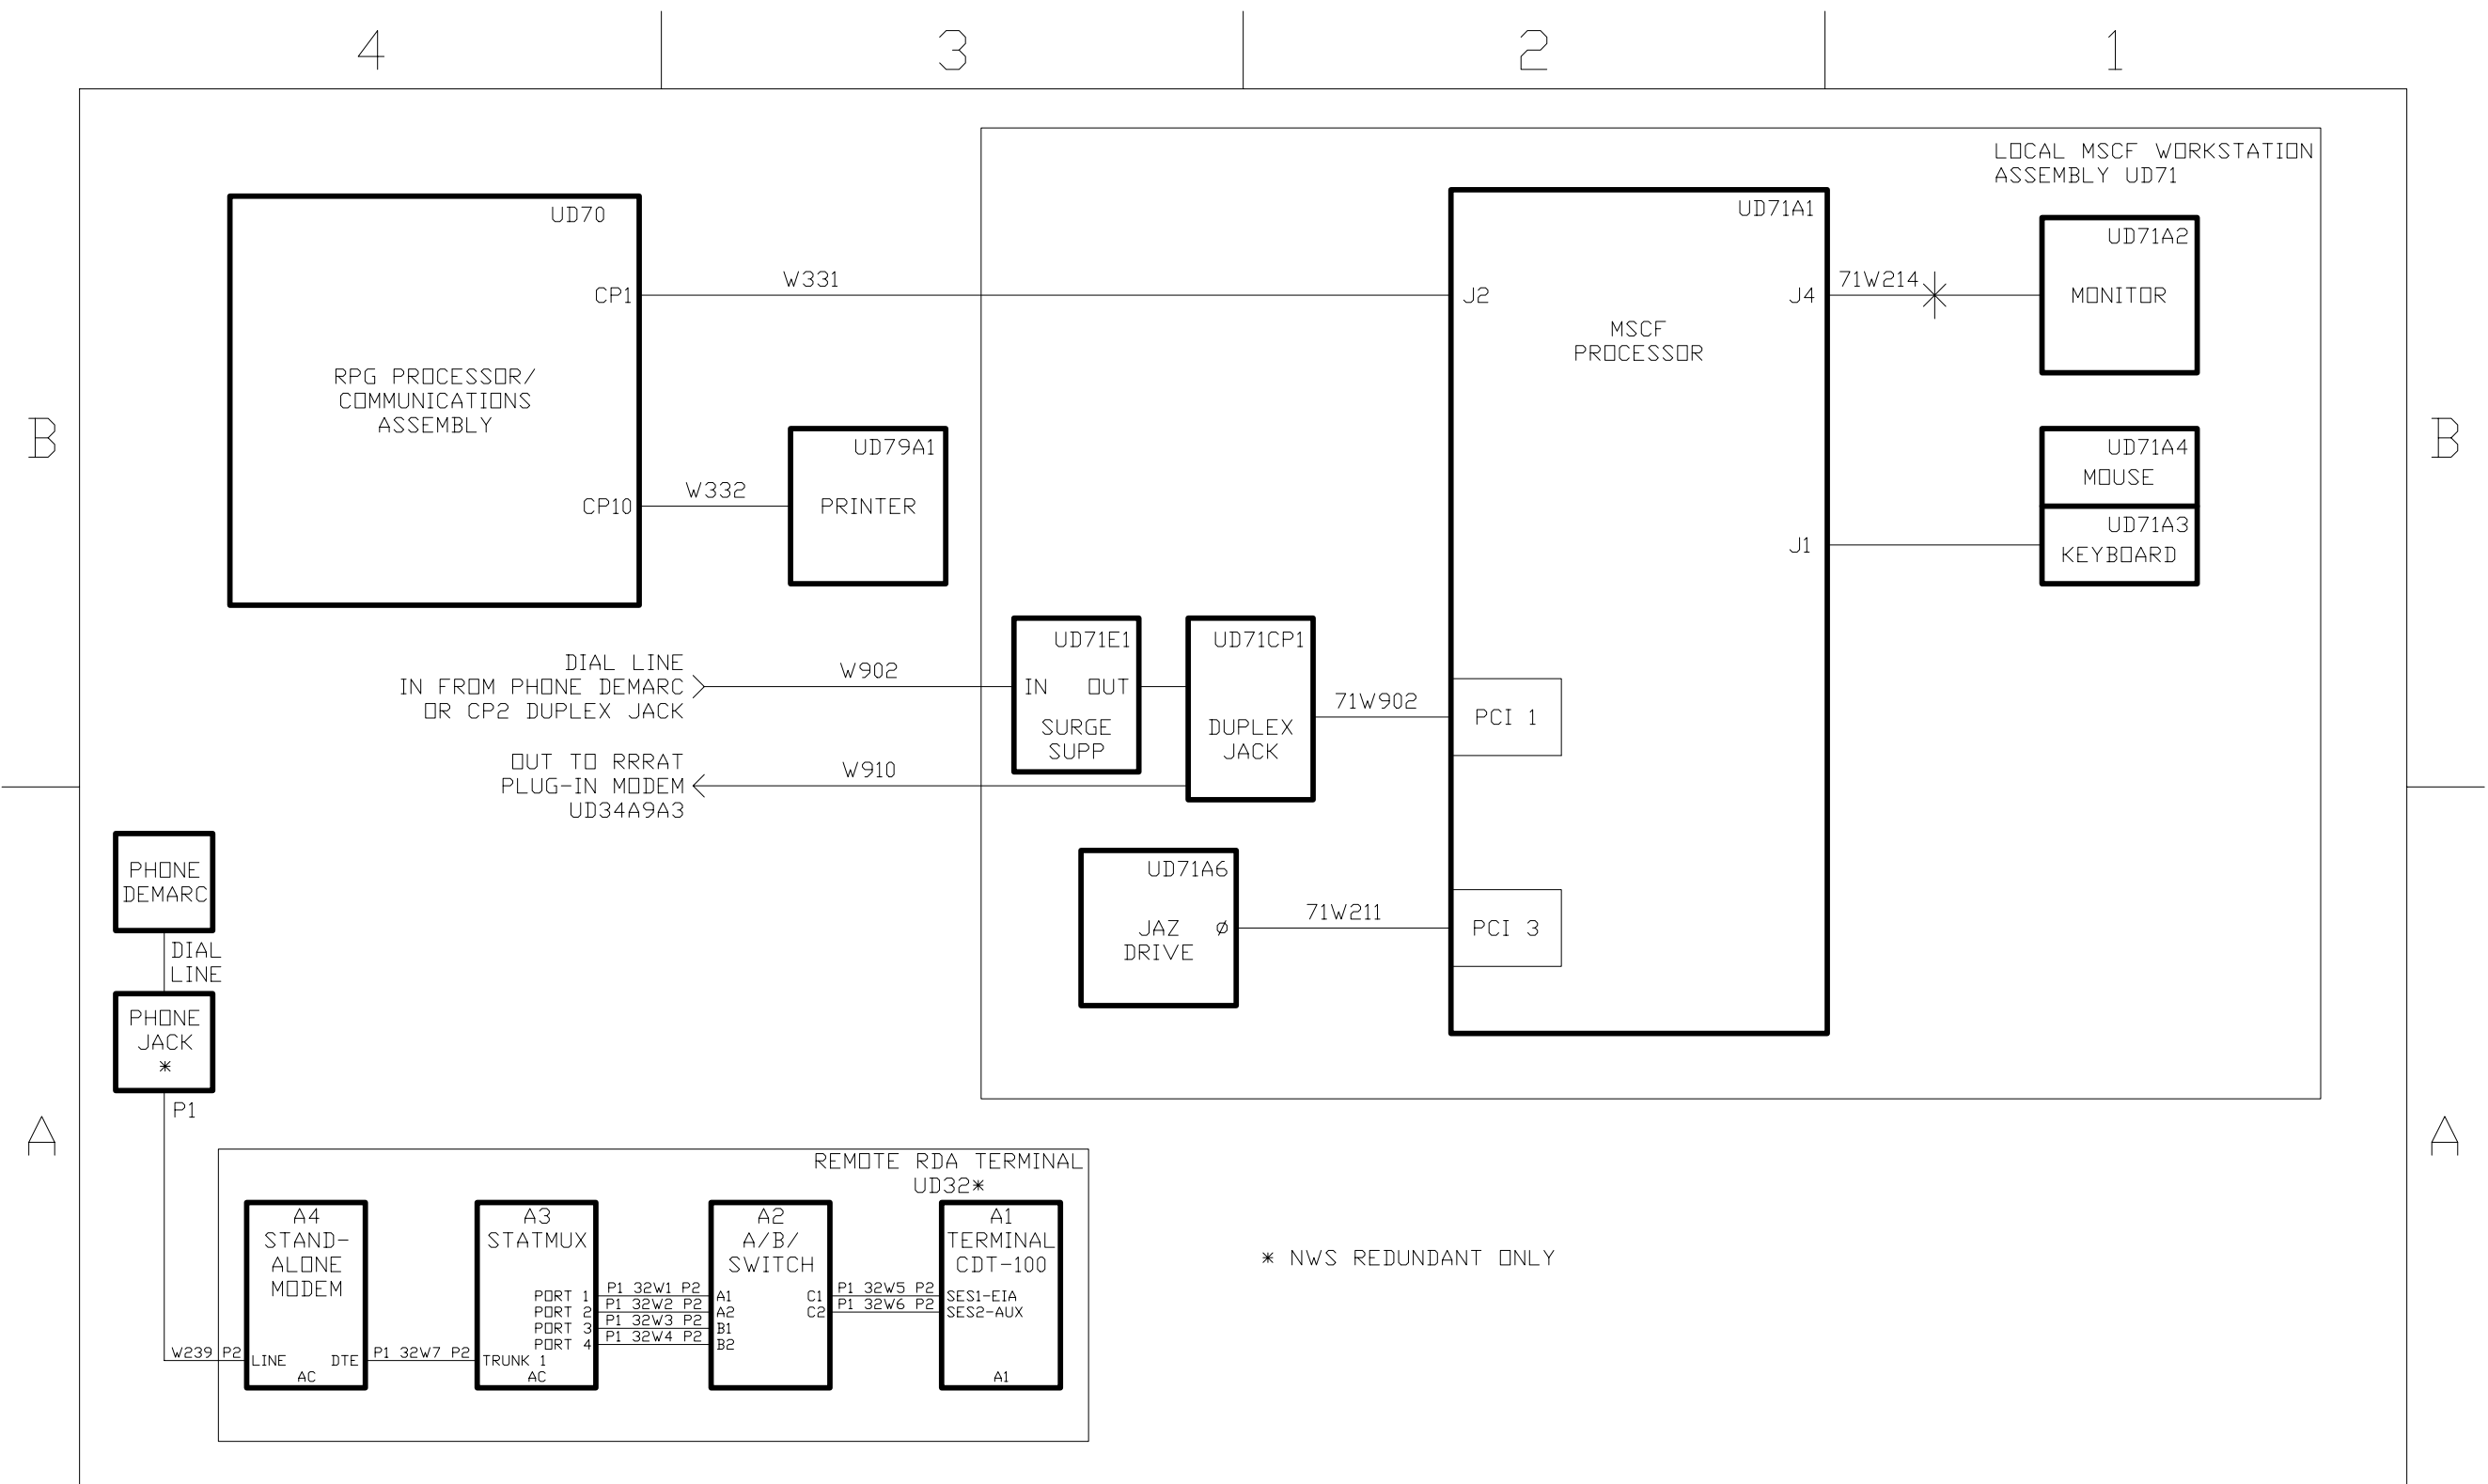 4
3
2
1
LOCAL MSCF WORKSTATION
ASSEMBLY UD71
UD70
CP1
RPG PROCESSOR/
COMMUNICATIONS
ASSEMBLY
CP10
W331
W332
UD79A1
PRINTER
UD71A1
J2
J4
MSCF
PROCESSOR
J1
71W214
UD71A2
MONITOR
UD71A4
MOUSE
UD71A3
KEYBOARD
B
B
DIAL LINE
IN FROM PHONE DEMARC
OR CP2 DUPLEX JACK
W902
UD71E1
IN OUT
SURGE
SUPP
UD71CP1
DUPLEX
JACK
71W902
PCI 1
OUT TO RRRAT
PLUG-IN MODEM
UD34A9A3
W910
UD71A6
JAZ Ø
DRIVE
71W211
PCI 3
PHONE
DEMARC
DIAL
LINE
PHONE
JACK
*
P1
A
A
REMOTE RDA TERMINAL
UD32*
A4
STAND-
ALONE
MODEM
W239 P2
LINE DTE
AC
P1 32W7 P2
A3
STATMUX
PORT 1
PORT 2
PORT 3
PORT 4
TRUNK 1
AC
P1 32W1 P2
P1 32W2 P2
P1 32W3 P2
P1 32W4 P2
A2
A/B/
SWITCH
A1 C1
A2 C2
B1
B2
P1 32W5 P2
P1 32W6 P2
A1
TERMINAL
CDT-100
SES1-EIA
SES2-AUX
A1
* NWS REDUNDANT ONLY